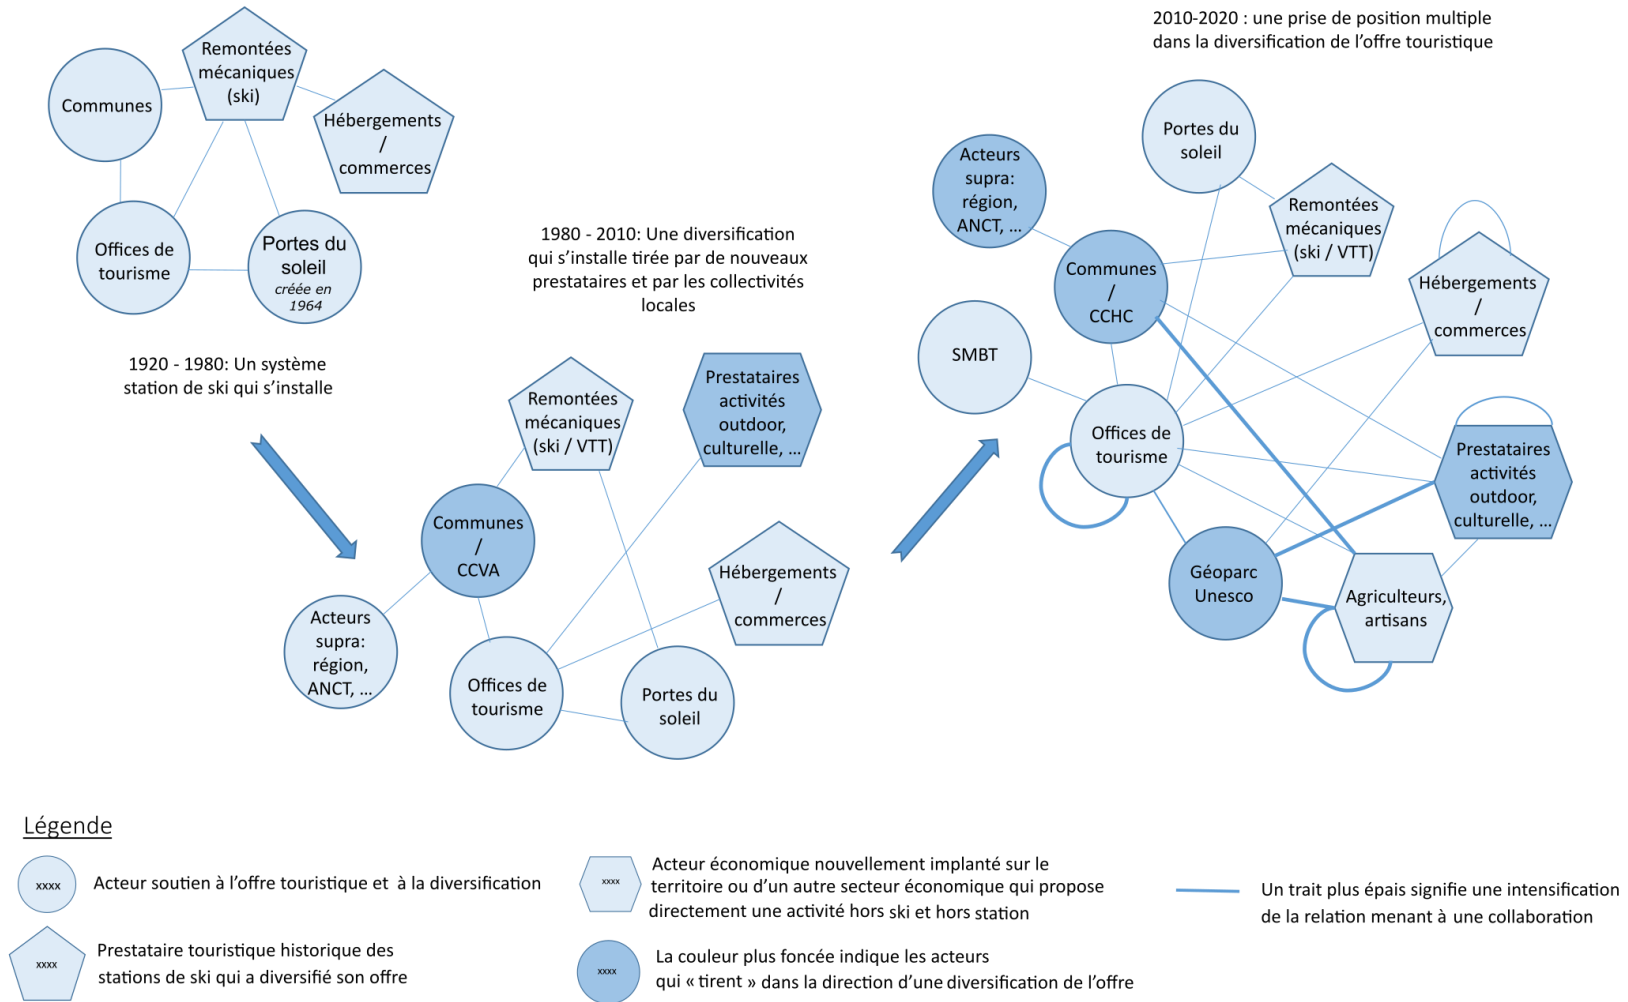 Remontées
mécaniques
(ski)
Communes
Hébergements
/
commerces
Offices de
tourisme
Portes du
soleil
créée en
1964
1920 - 1980: Un système
station de ski qui s’installe
1980 - 2010: Une diversification
qui s’installe tirée par de nouveaux
prestataires et par les collectivités
locales
Remontées
mécaniques
(ski / VTT)
Prestataires
activités
outdoor,
culturelle, ...
Communes
/
CCVA
Hébergements
/
commerces
Acteurs
supra:
région,
ANCT, ...
Offices de
tourisme
Portes du
soleil
2010-2020 : une prise de position multiple
dans la diversification de l’offre touristique
Portes du
soleil
Acteurs
supra:
région,
ANCT, ...
Remontées
mécaniques
(ski / VTT)
Communes
/
CCHC
Hébergements
/
commerces
SMBT
Offices de
tourisme
Prestataires
activités
outdoor,
culturelle, ...
Géoparc
Unesco
Agriculteurs,
artisans
Légende
xxxx
Acteur soutien à l’offre touristique et à la diversification
xxxx
Prestataire touristique historique des
stations de ski qui a diversifié son offre
xxxx
Acteur économique nouvellement implanté sur le
territoire ou d’un autre secteur économique qui propose
directement une activité hors ski et hors station
xxxx
La couleur plus foncée indique les acteurs
qui « tirent » dans la direction d’une diversification de l’offre
Un trait plus épais signifie une intensification
de la relation menant à une collaboration